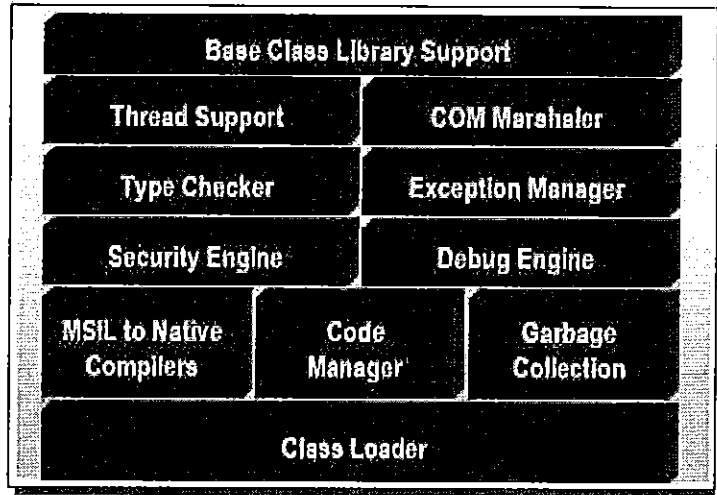 Base Class Library Support
Thread Support
COM Marshaler
Type Checker
Exception Manager
Security Engine
Debug Engine
MSIL to Native
Compilers
Code
Manager
Garbage
Collection
Class Loader